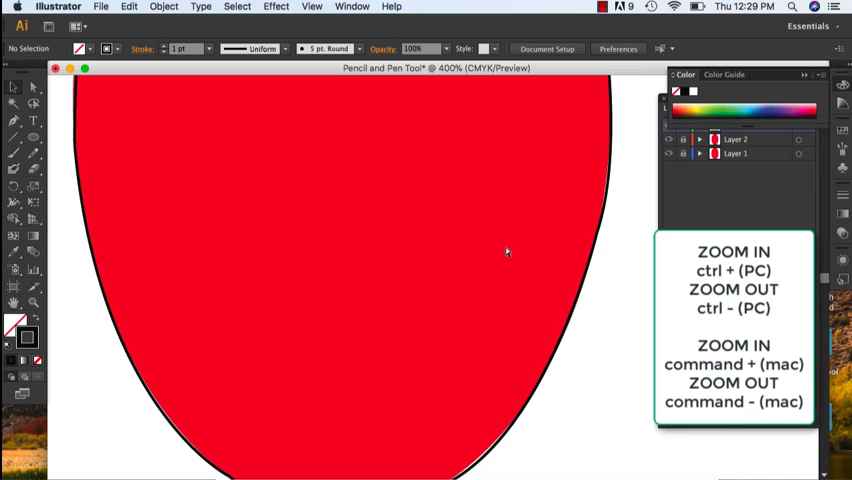 Illustrator File Edit Object Type Select Effect View Window Help 9 Thu 12:29 PM
Ai Essentials
No Selection Stroke: 1 pt Uniform 5 pt. Round Opacity: 100% Style: Document Setup Preferences
Pencil and Pen Tool* @ 400% (CMYK/Preview)
Color Color Guide
Layer 2
Layer 1
ZOOM IN
ctrl + (PC)
ZOOM OUT
ctrl - (PC)
ZOOM IN
command + (mac)
ZOOM OUT
command - (mac)